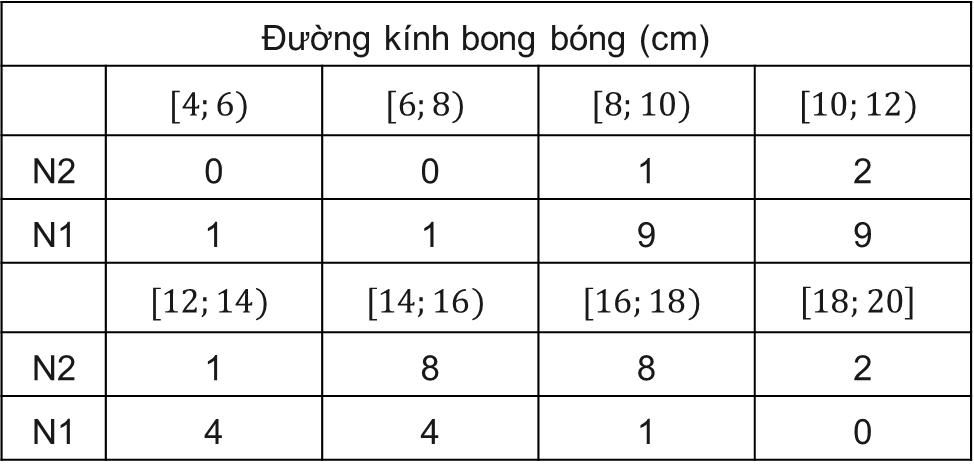 Đường kính bong bóng (cm)
[4; 6) [6; 8) [8; 10) [10; 12)
N2 0 0 1 2
N1 1 1 9 9
[12; 14) [14; 16) [16; 18) [18; 20]
N2 1 8 8 2
N1 4 4 1 0